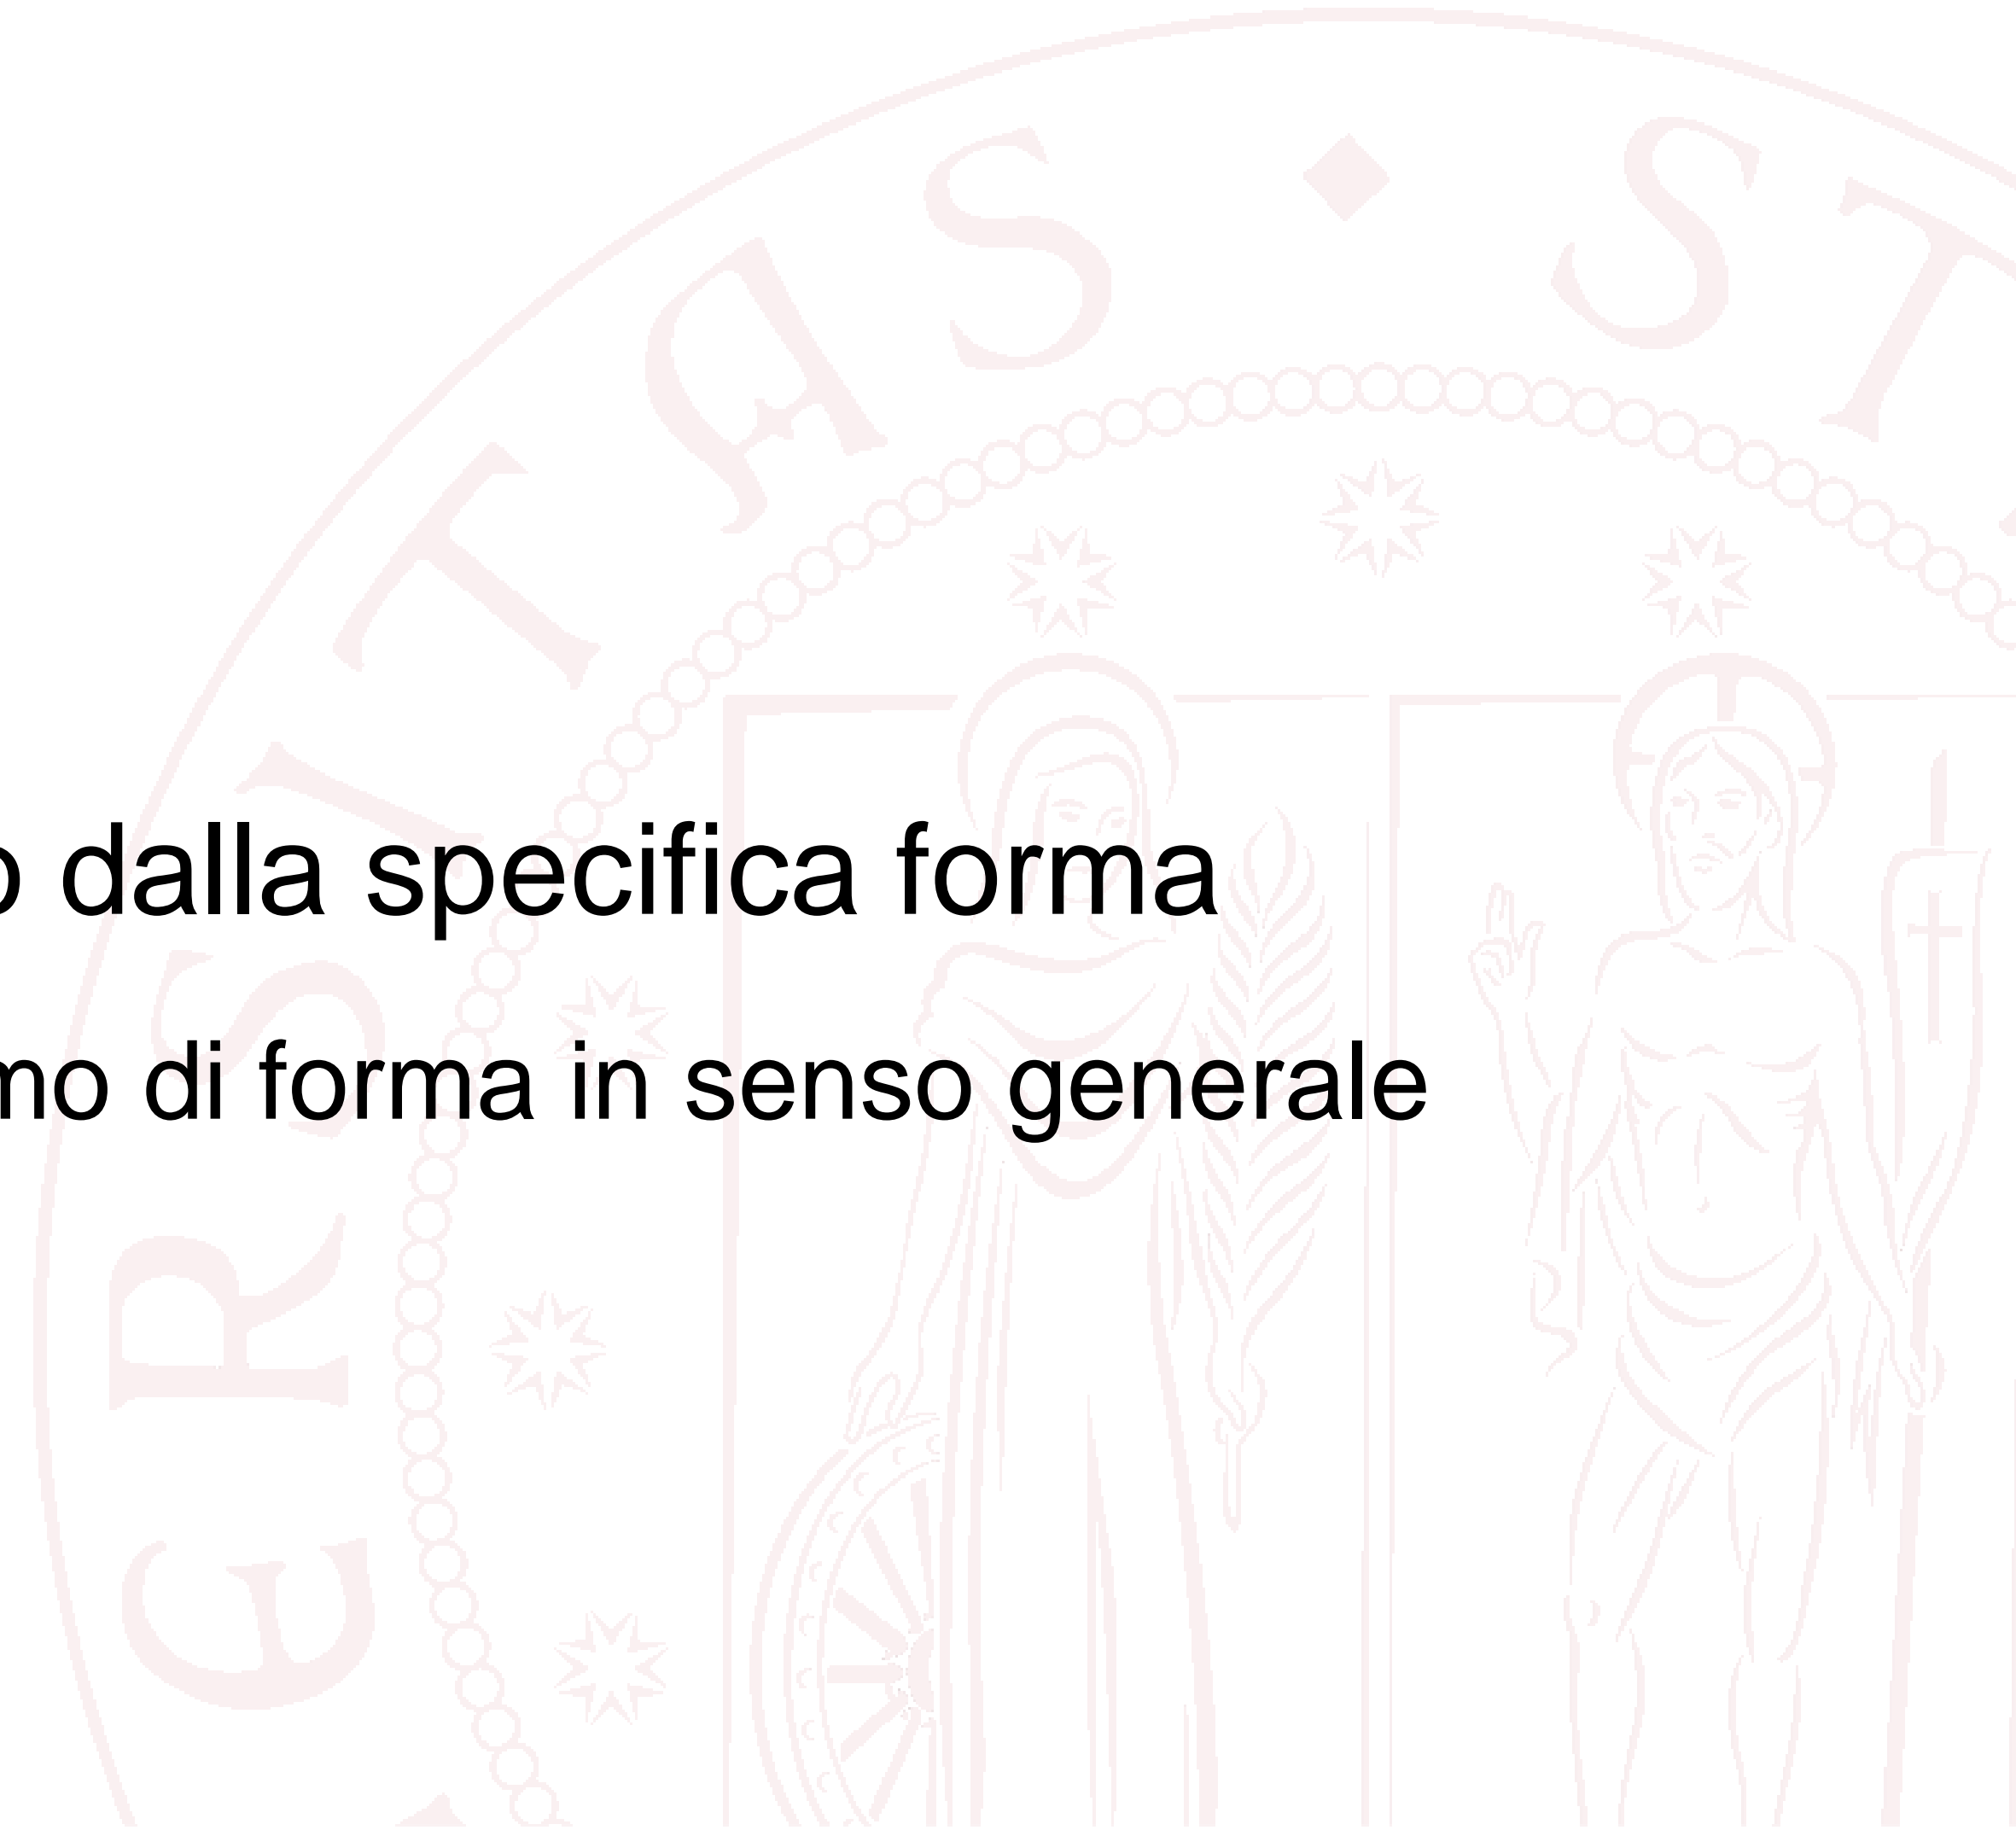 dalla specifica forma
di forma in senso generale